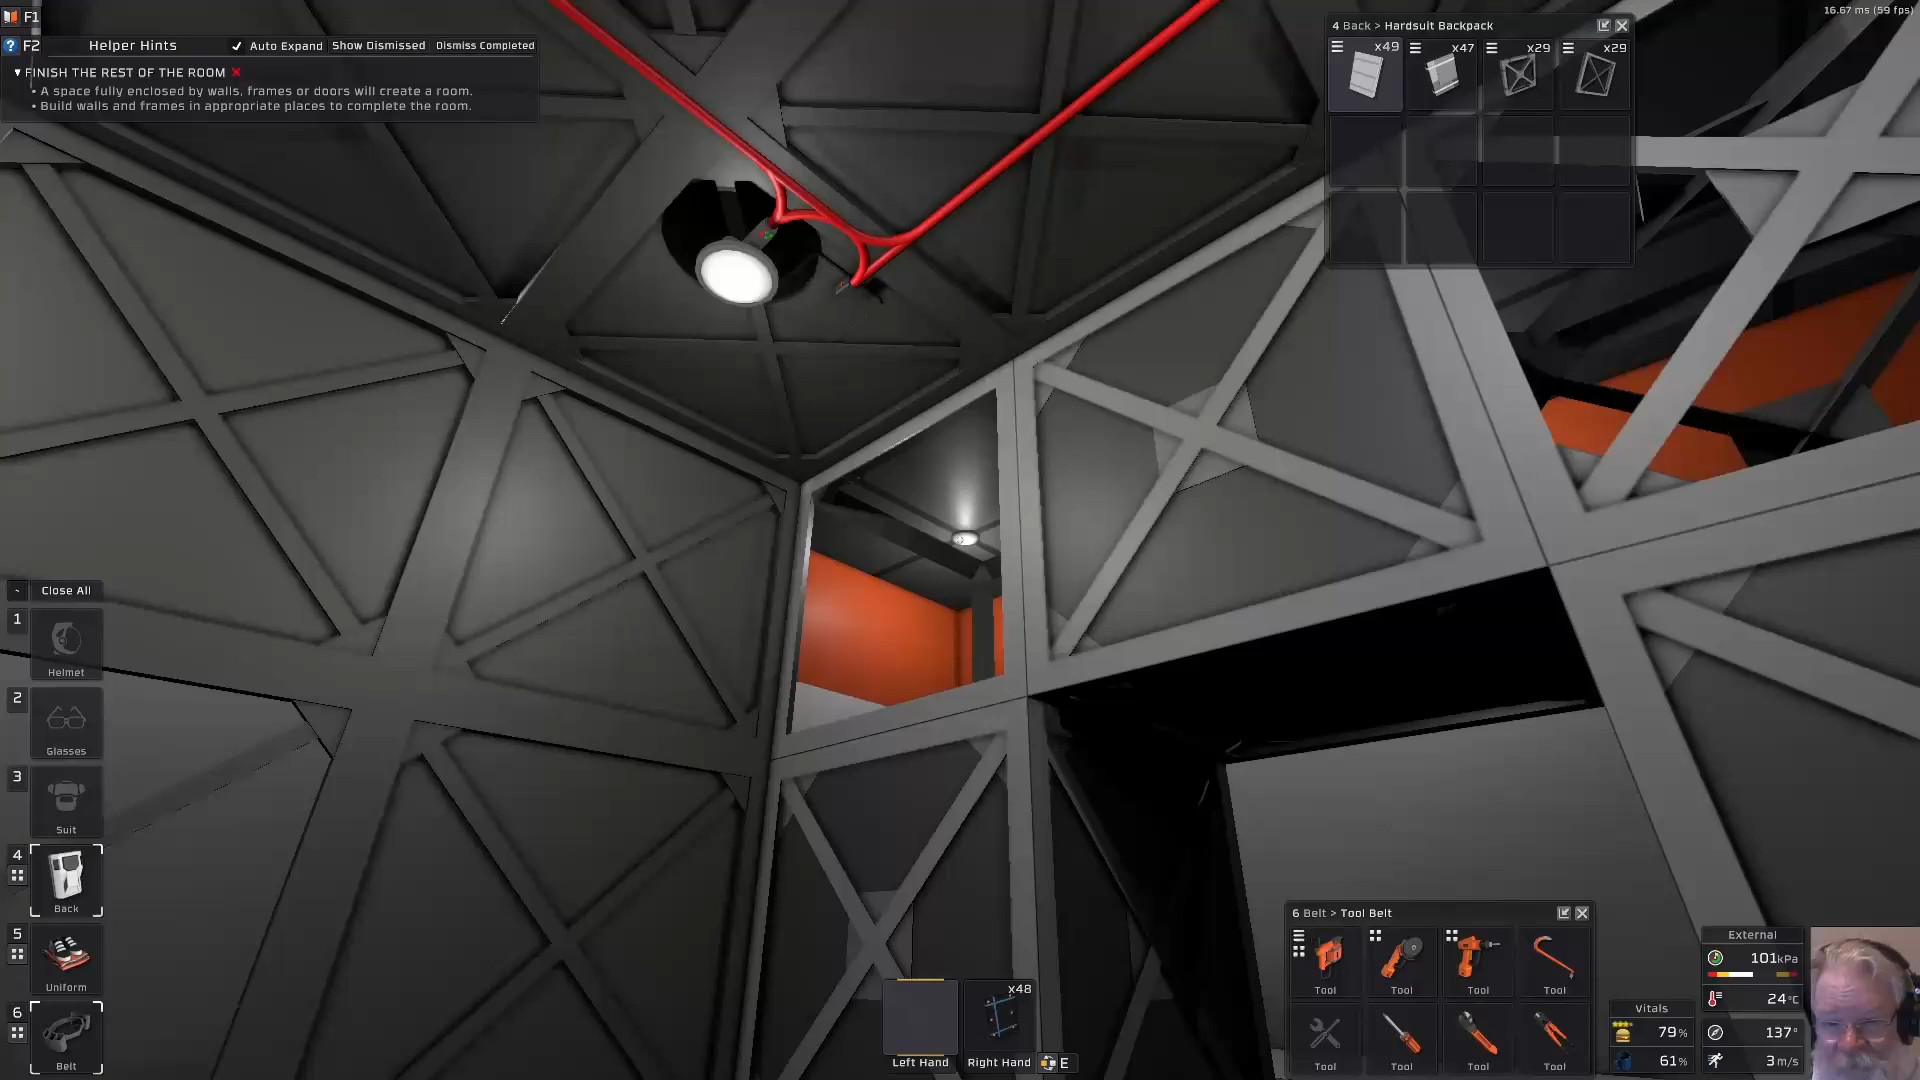 F1
16.67 ms (59 fps)
F2
Helper Hints
Auto Expand
Show Dismissed
Dismiss Completed
FINISH THE REST OF THE ROOM
• A space fully enclosed by walls, frames or doors will create a room.
• Build walls and frames in appropriate places to complete the room.
4 Back > Hardsuit Backpack
x49
x47
x29
x29
~ Close All
1
Helmet
2
Glasses
3
Suit
4
Back
5
Uniform
6
Belt
x48
Left Hand
Right Hand
E
6 Belt > Tool Belt
Tool
Tool
Tool
Tool
Tool
Tool
Tool
Tool
Vitals
79%
61%
External
101kPa
24°C
137°
3m/s